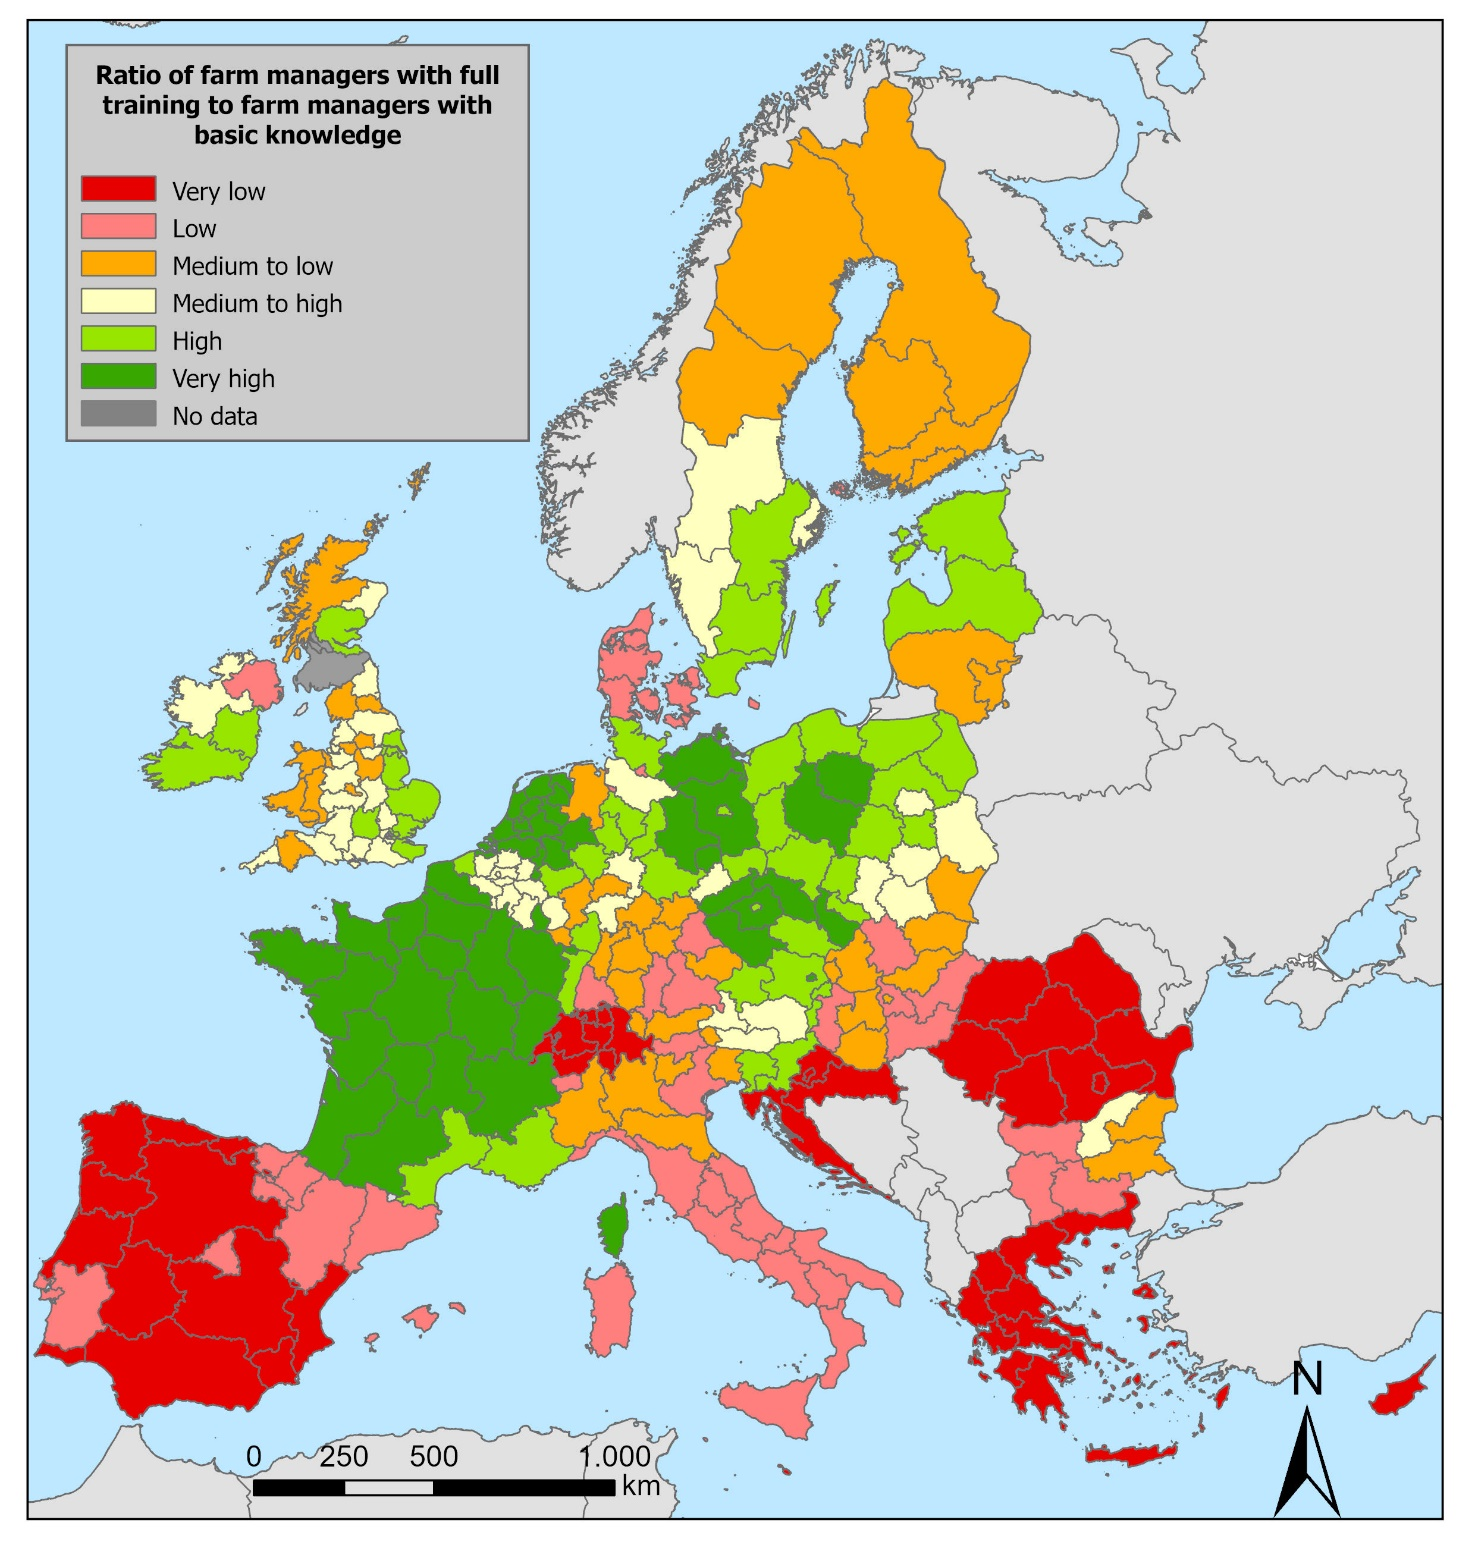 Ratio of farm managers with full
training to farm managers with
basic knowledge
Very low
Low
Medium to low
Medium to high
High
Very high
No data
N
0 250 500 1.000
km